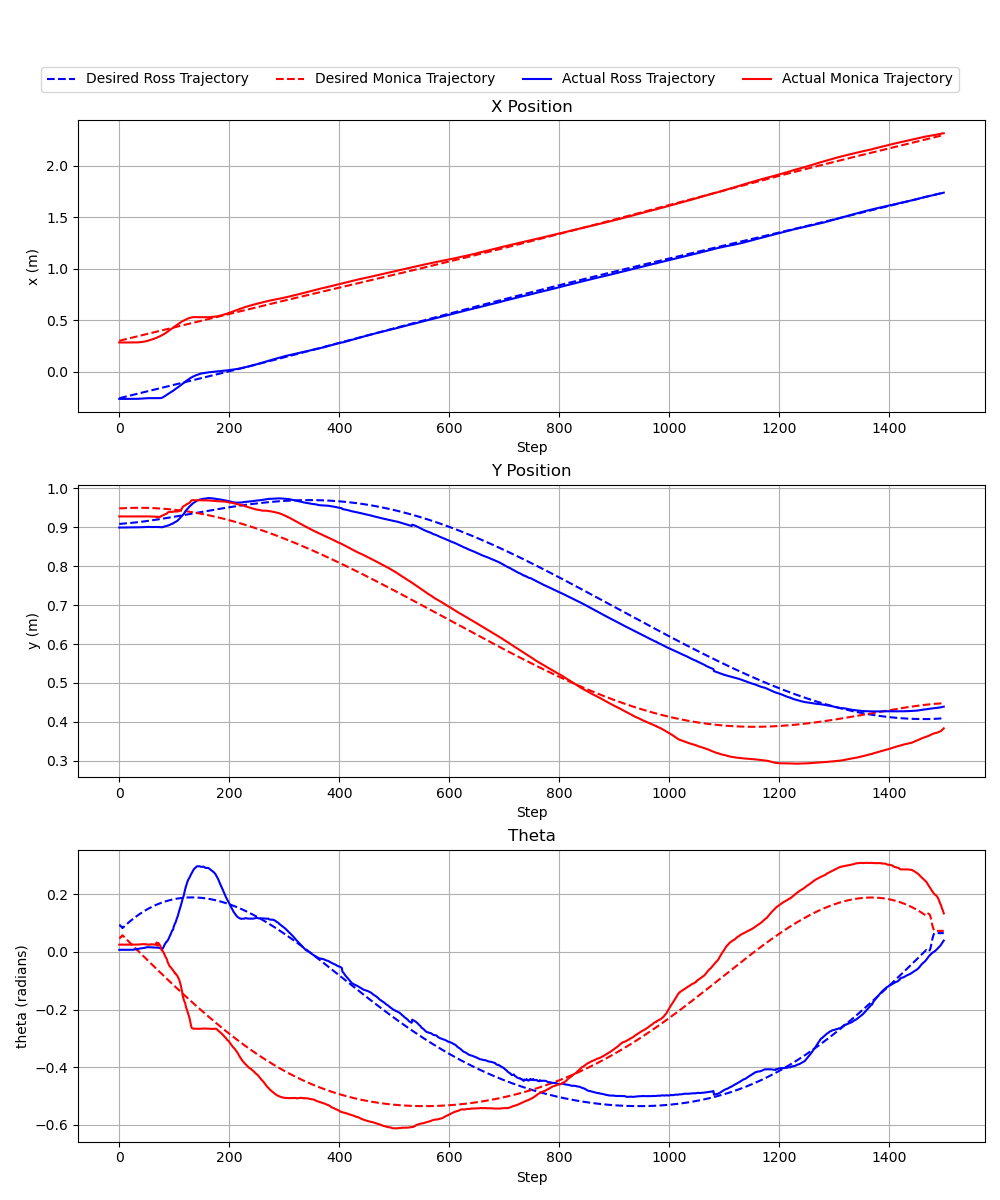 Desired Ross Trajectory Desired Monica Trajectory Actual Ross Trajectory Actual Monica Trajectory
X Position
2.0
1.5
1.0
0.5
0.0
x (m)
0 200 400 600 800 1000 1200 1400
Step
Y Position
1.0
0.9
0.8
0.7
0.6
0.5
0.4
0.3
y (m)
0 200 400 600 800 1000 1200 1400
Step
Theta
0.2
0.0
−0.2
−0.4
−0.6
theta (radians)
0 200 400 600 800 1000 1200 1400
Step